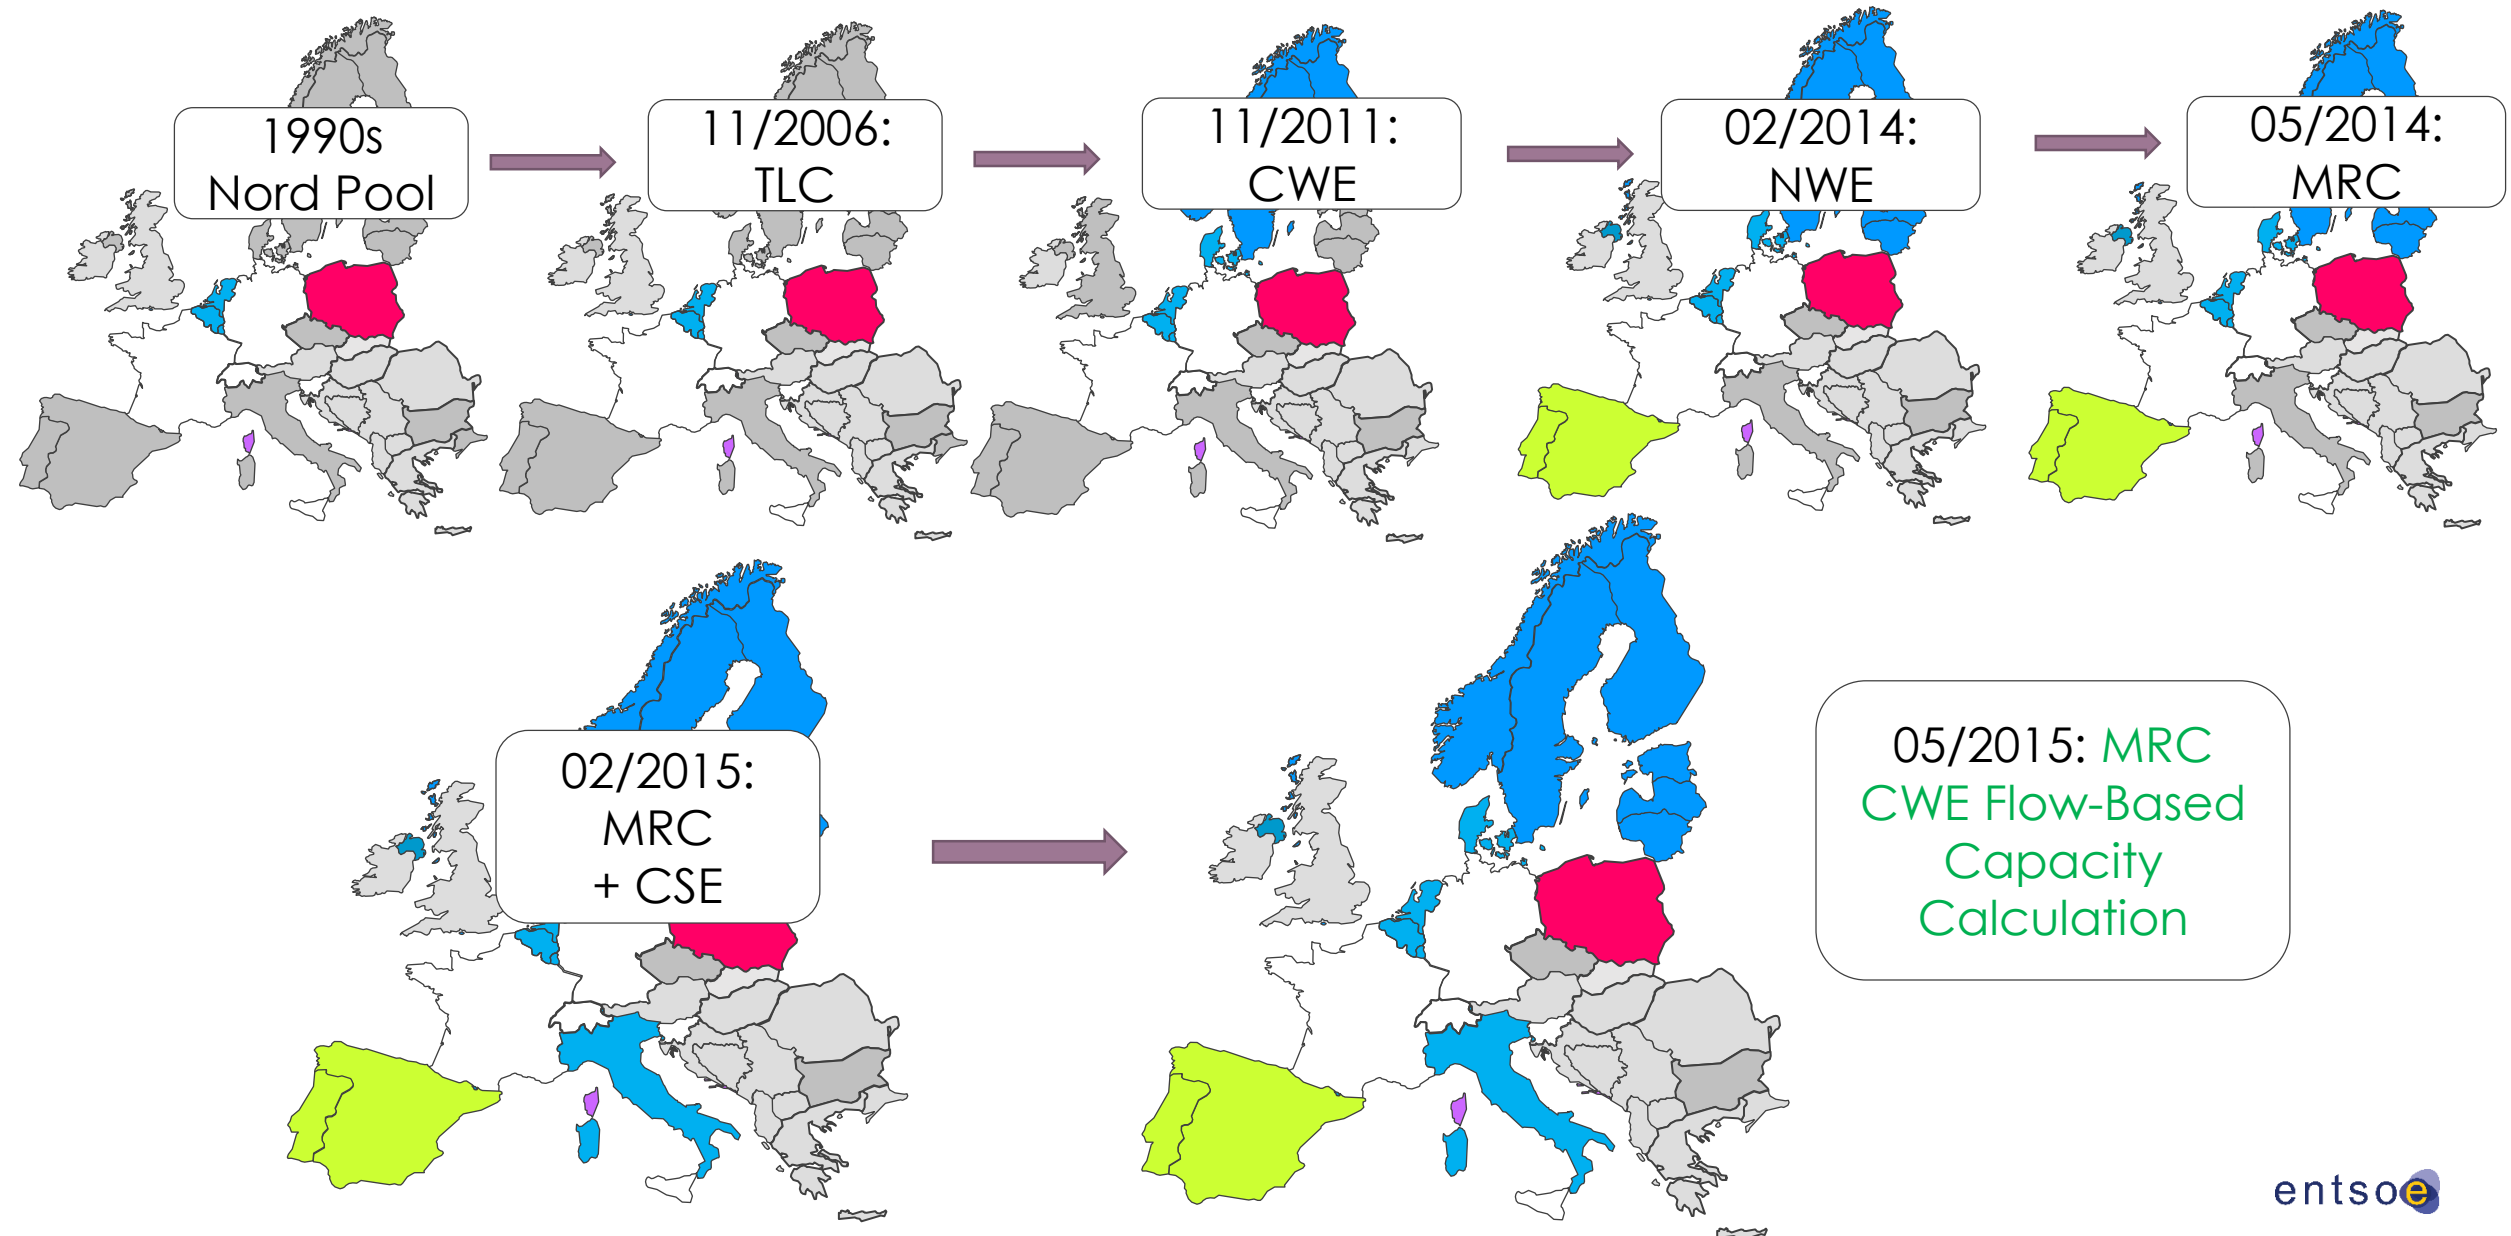 1990s
Nord Pool
11/2006:
TLC
11/2011:
CWE
02/2014:
NWE
05/2014:
MRC
02/2015:
MRC
+ CSE
05/2015: MRC
CWE Flow-Based
Capacity
Calculation
entsoe